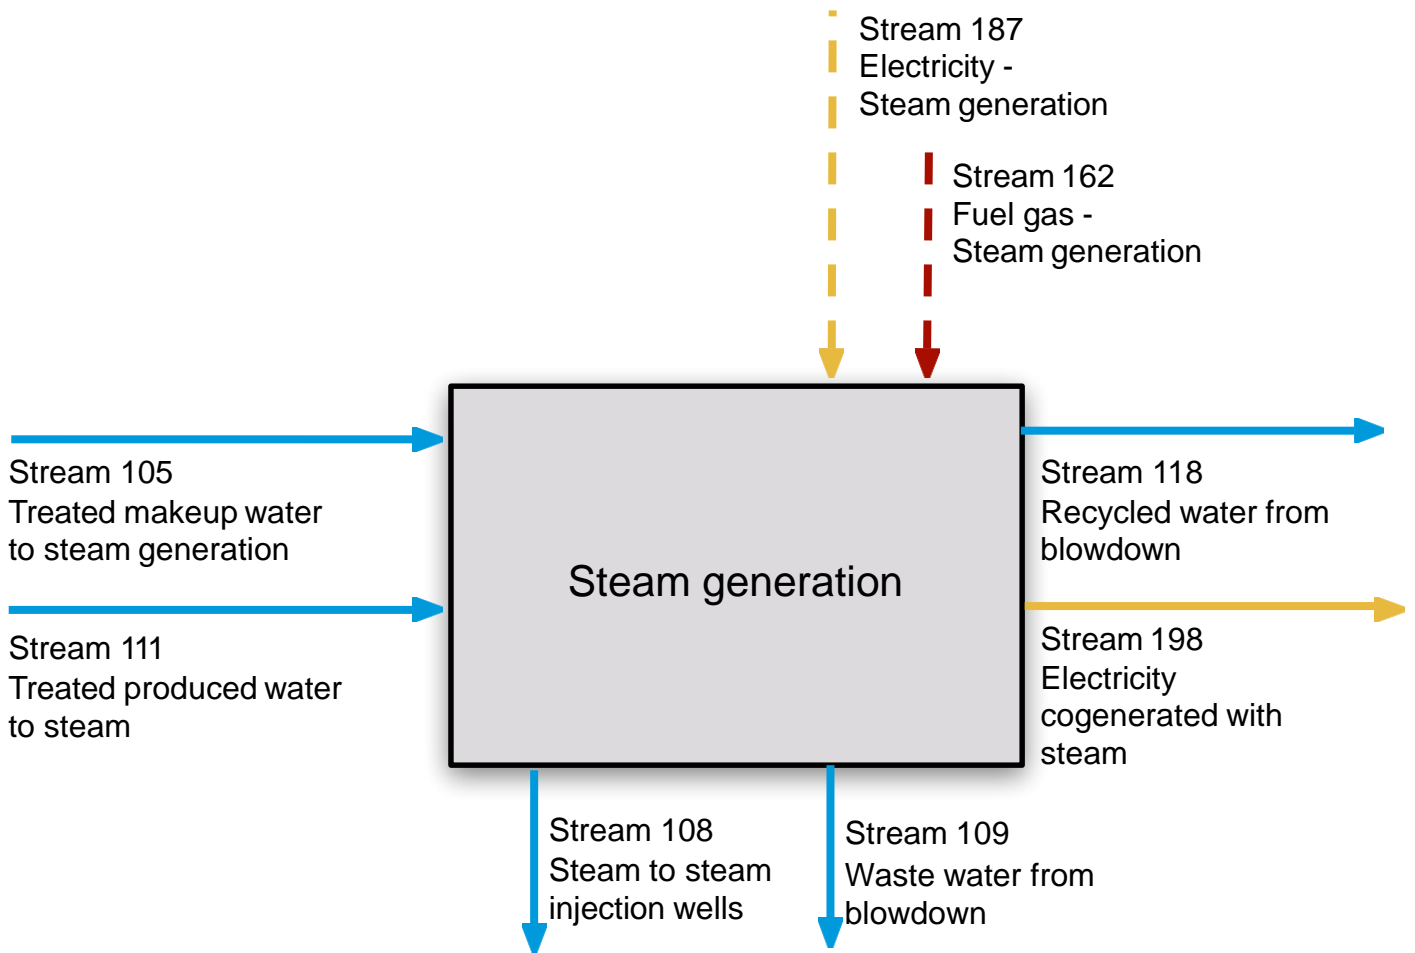 Stream 187
Electricity -
Steam generation
Stream 162
Fuel gas -
Steam generation
Stream 105
Treated makeup water
to steam generation
Stream 111
Treated produced water
to steam
Steam generation
Stream 118
Recycled water from
blowdown
Stream 198
Electricity
cogenerated with
steam
Stream 108
Steam to steam
injection wells
Stream 109
Waste water from
blowdown